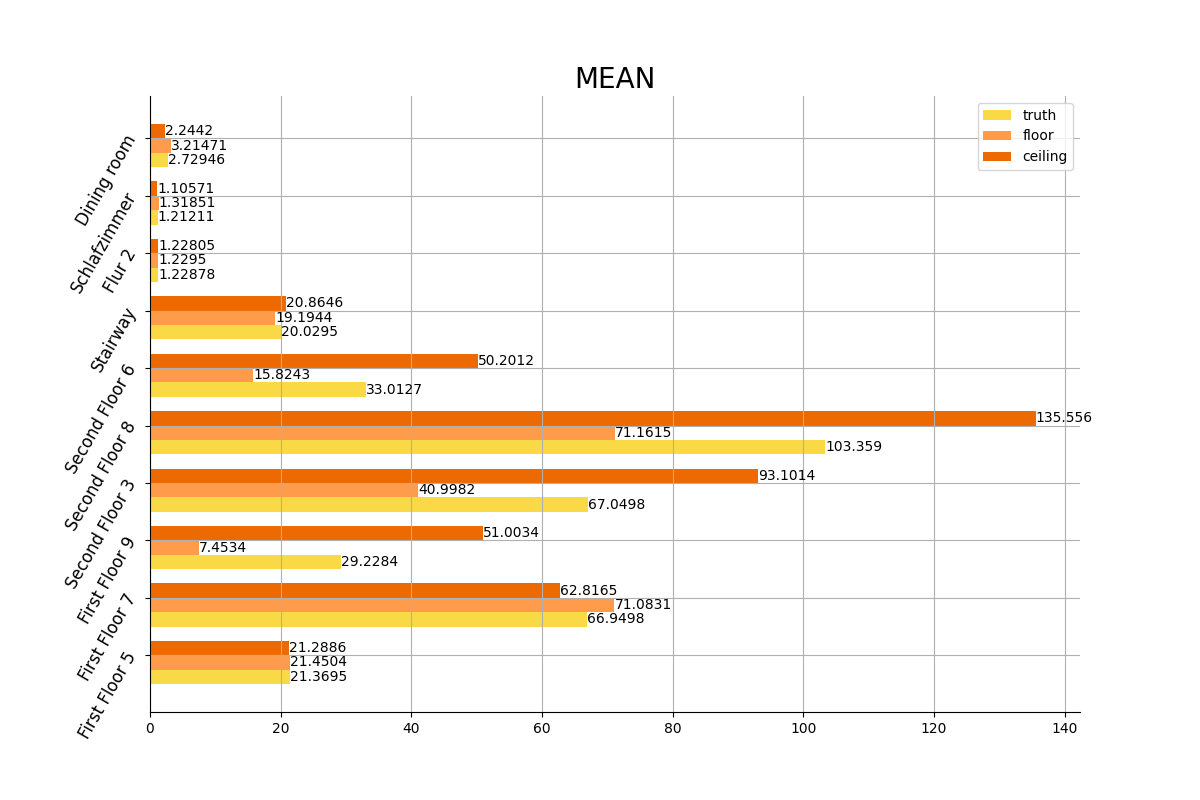 MEAN
truth
floor
ceiling
Dining room
2.2442
3.21471
2.72946
Schlafzimmer
1.10571
1.31851
1.21211
Flur 2
1.22805
1.2295
1.22878
Stairway
20.8646
19.1944
20.0295
Second Floor 6
50.2012
15.8243
33.0127
Second Floor 8
135.556
71.1615
103.359
Second Floor 3
93.1014
40.9982
67.0498
First Floor 9
51.0034
7.4534
29.2284
First Floor 7
62.8165
71.0831
66.9498
First Floor 5
21.2886
21.4504
21.3695
0 20 40 60 80 100 120 140